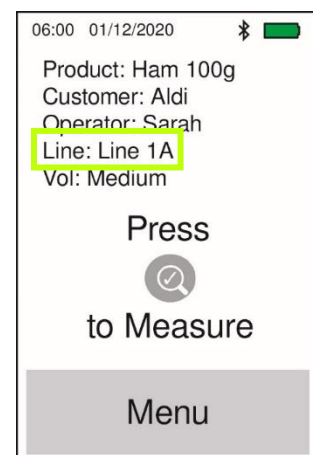 06:00 01/12/2020
Product: Ham 100g
Customer: Aldi
Operator: Sarah
Line: Line 1A
Vol: Medium
Press
to Measure
Menu